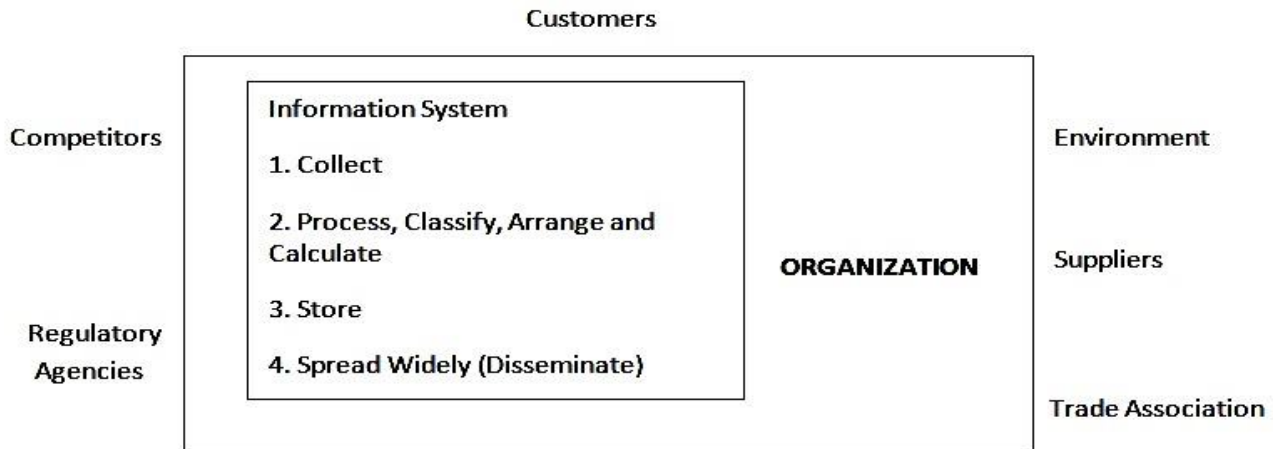 Customers
Competitors
Regulatory
Agencies
Information System
1. Collect
2. Process, Classify, Arrange and
Calculate
3. Store
4. Spread Widely (Disseminate)
ORGANIZATION
Environment
Suppliers
Trade Association